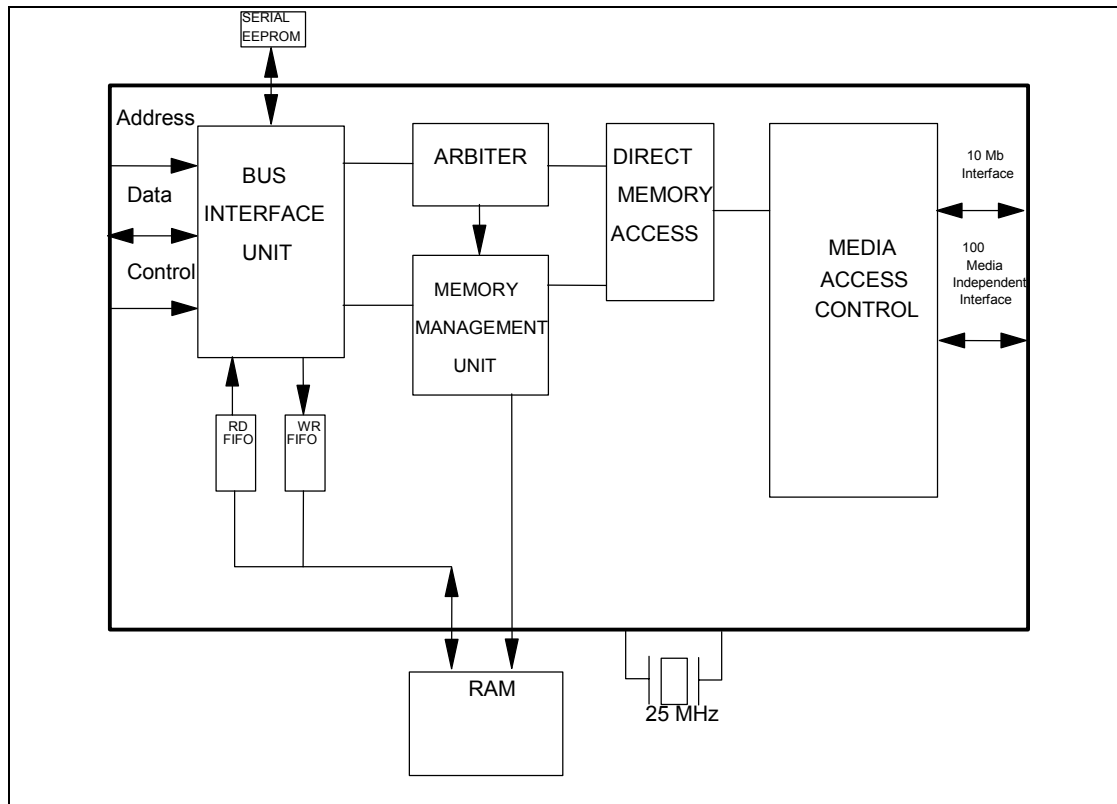 SERIAL
EEPROM
Address
Data
Control
BUS
INTERFACE
UNIT
ARBITER
MEMORY
MANAGEMENT
UNIT
DIRECT
MEMORY
ACCESS
MEDIA
ACCESS
CONTROL
10 Mb
Interface
100
Media
Independent
Interface
RD
FIFO
WR
FIFO
RAM
25 MHz